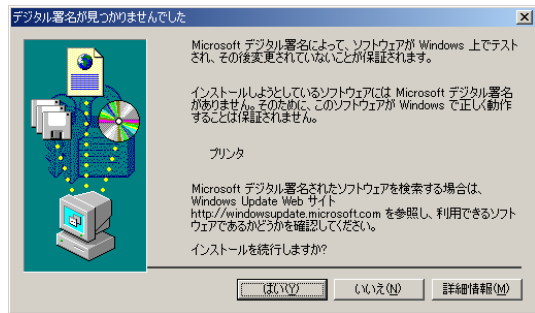 デジタル署名が見つかりませんでした
Microsoft デジタル署名によって、ソフトウェアが Windows 上でテスト
され、その後変更されていないことが保証されます。
インストールしようとしているソフトウェアには Microsoft デジタル署名
がありません。そのために、このソフトウェアが Windows で正しく動作
することは保証されません。
プリンタ
Microsoft デジタル署名されたソフトウェアを検索する場合は、
Windows Update Web サイト
http://windowsupdate.microsoft.com を参照し、利用できるソフト
ウェアであるかどうかを確認してください。
インストールを続行しますか?
はい(Y) いいえ(N) 詳細情報(M)